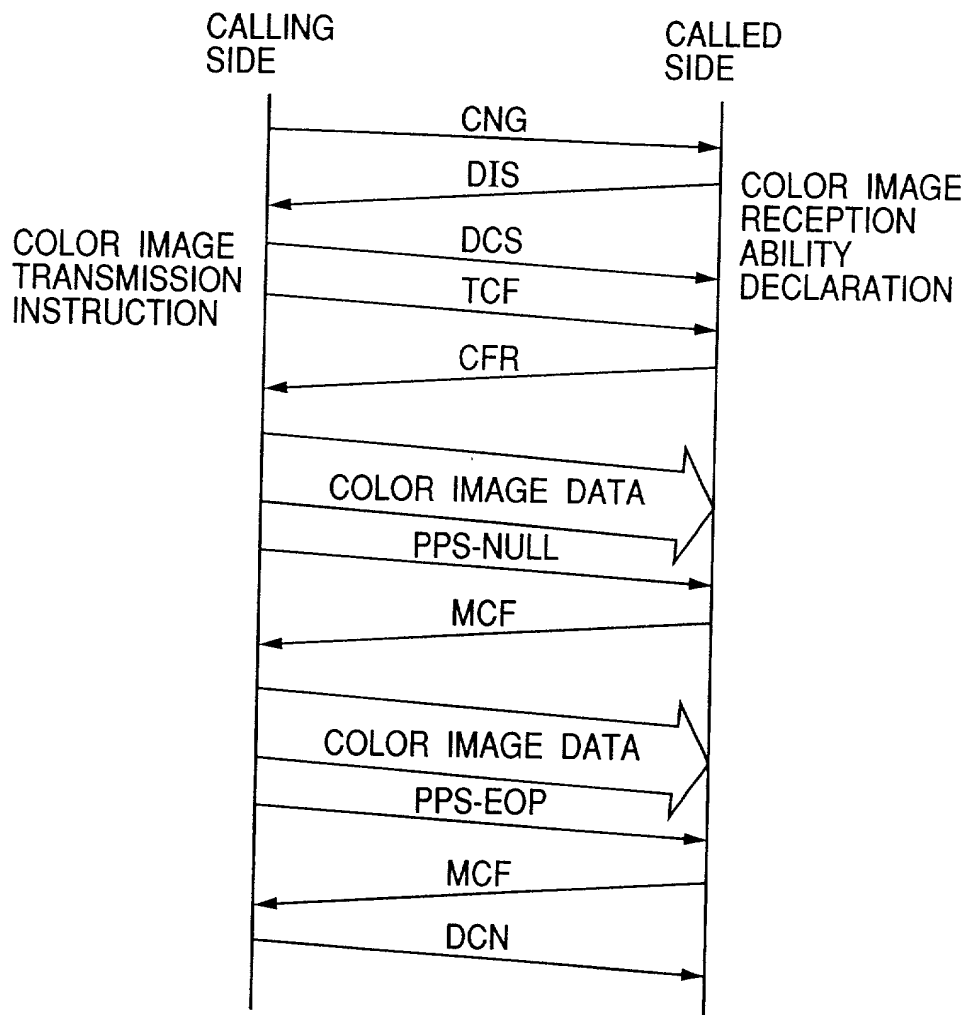 CALLING
SIDE
CALLED
SIDE
CNG
DIS
COLOR IMAGE
RECEPTION
ABILITY
DECLARATION
COLOR IMAGE
TRANSMISSION
INSTRUCTION
DCS
TCF
CFR
COLOR IMAGE DATA
PPS-NULL
MCF
COLOR IMAGE DATA
PPS-EOP
MCF
DCN